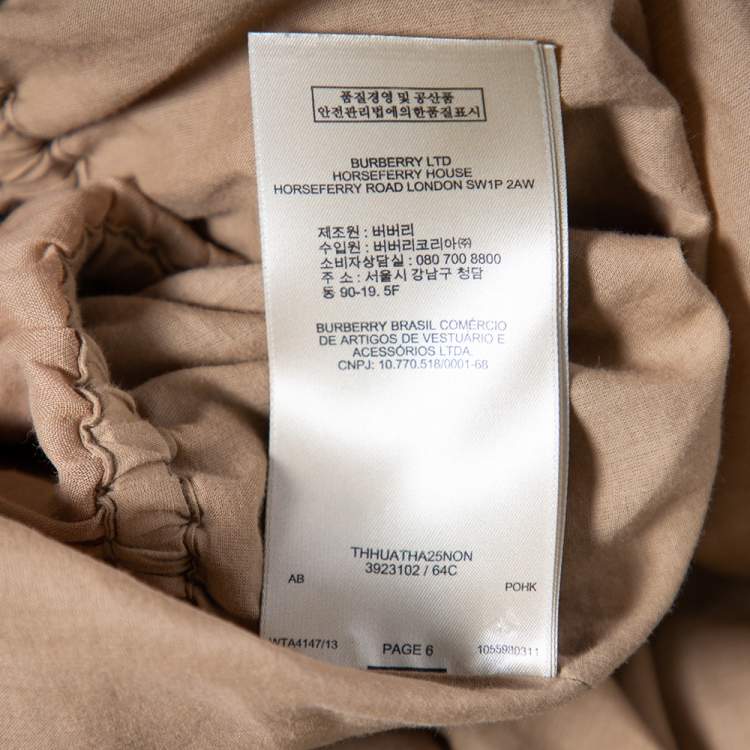 품질경영 및 공산품
안전관리법에의한품질표시
BURBERRY LTD
HORSEFERRY HOUSE
HORSEFERRY ROAD LONDON SW1P 2AW
제조원 : 버버리
수입원 : 버버리코리아㈜
소비자상담실 : 080 700 8800
주 소 : 서울시 강남구 청담
동 90-19. 5F
BURBERRY BRASIL COMÉRCIO
DE ARTIGOS DE VESTUARIO E
ACESSÓRIOS LTDA.
CNPJ: 10.770.518/0001-68
THHUATHA25NON
3923102 / 64C
AB
POHK
WTA4147/13
PAGE 6
1055980311